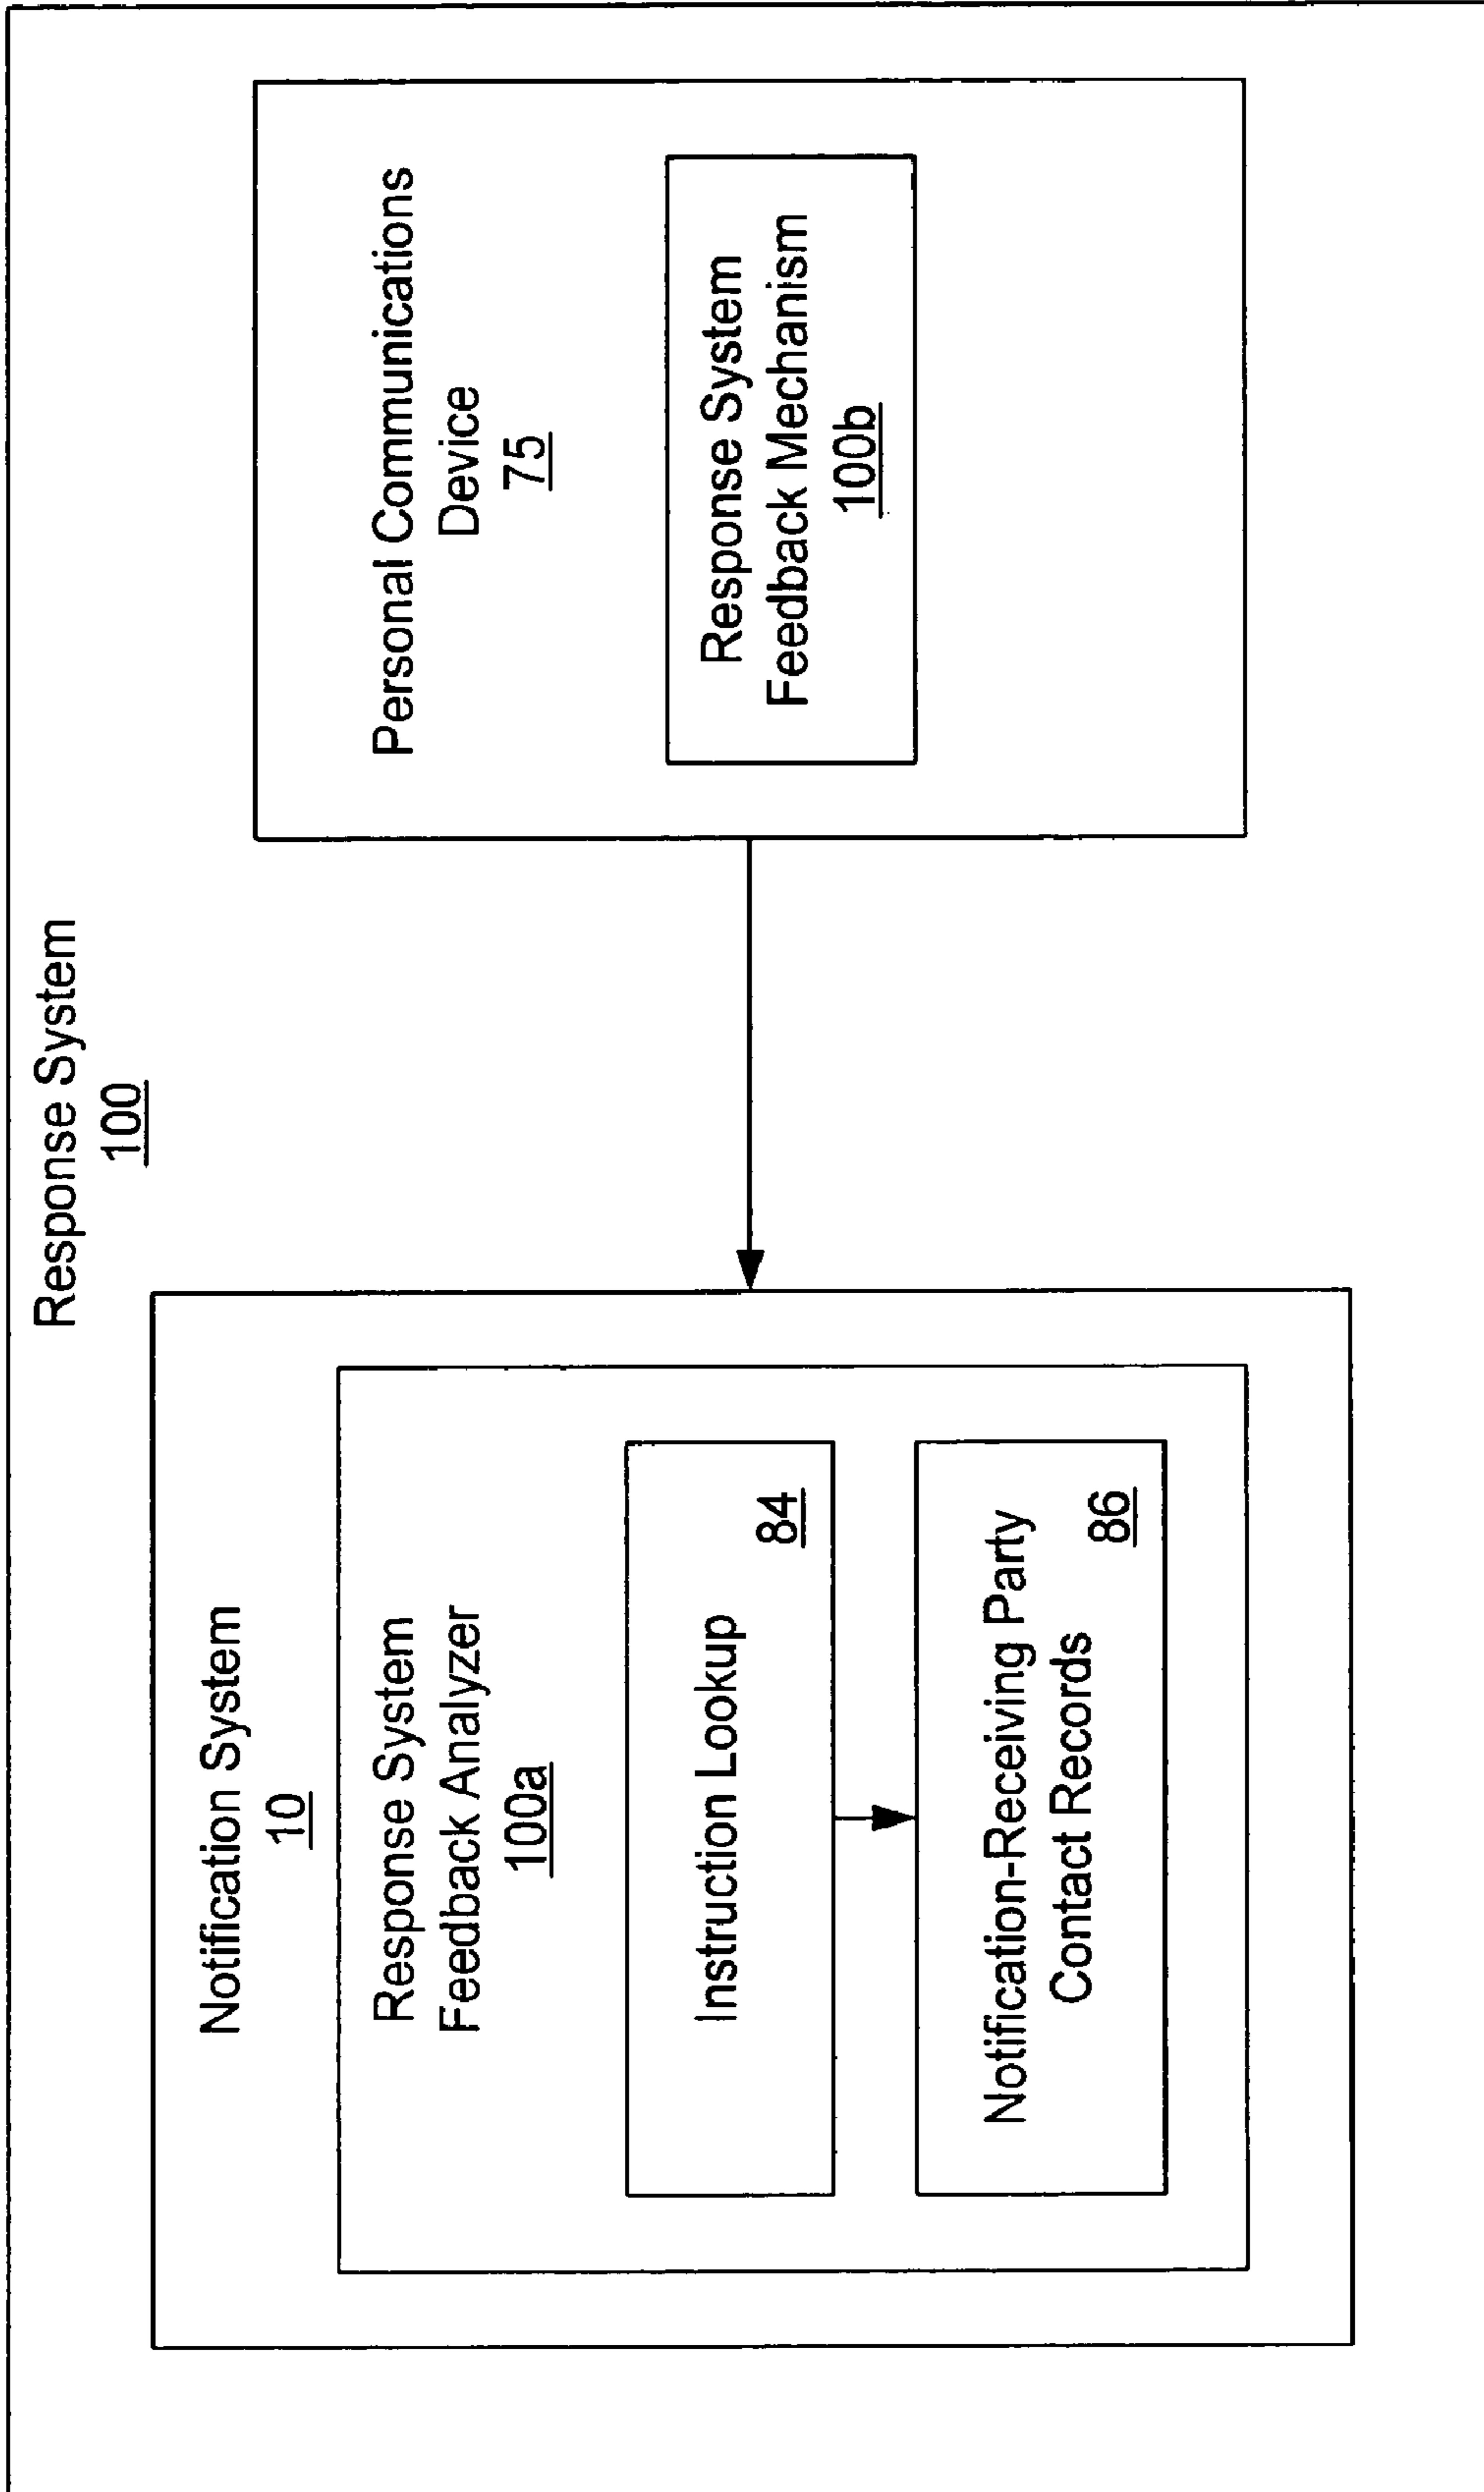 Response System
100
Notification System
10
Response System
Feedback Analyzer
100a
Instruction Lookup
84
Notification-Receiving Party
Contact Records
86
Personal Communications
Device
75
Response System
Feedback Mechanism
100b